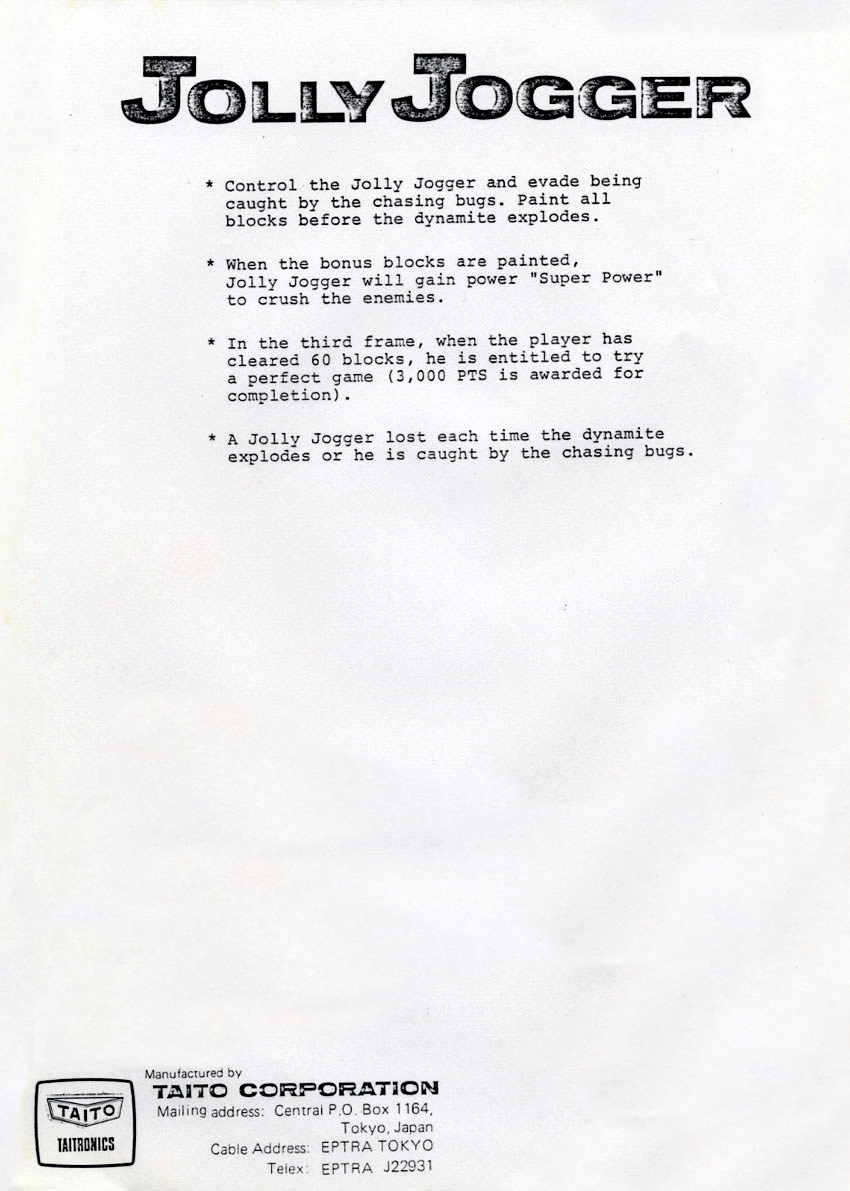 JOLLY JOGGER
* Control the Jolly Jogger and evade being
caught by the chasing bugs. Paint all
blocks before the dynamite explodes.
* When the bonus blocks are painted,
Jolly Jogger will gain power "Super Power"
to crush the enemies.
* In the third frame, when the player has
cleared 60 blocks, he is entitled to try
a perfect game (3,000 PTS is awarded for
completion).
* A Jolly Jogger lost each time the dynamite
explodes or he is caught by the chasing bugs.
TAITO
TAITRONICS
Manufactured by
TAITO CORPORATION
Mailing address: Central P.O. Box 1164,
Tokyo, Japan
Cable Address: EPTRA TOKYO
Telex: EPTRA J22931